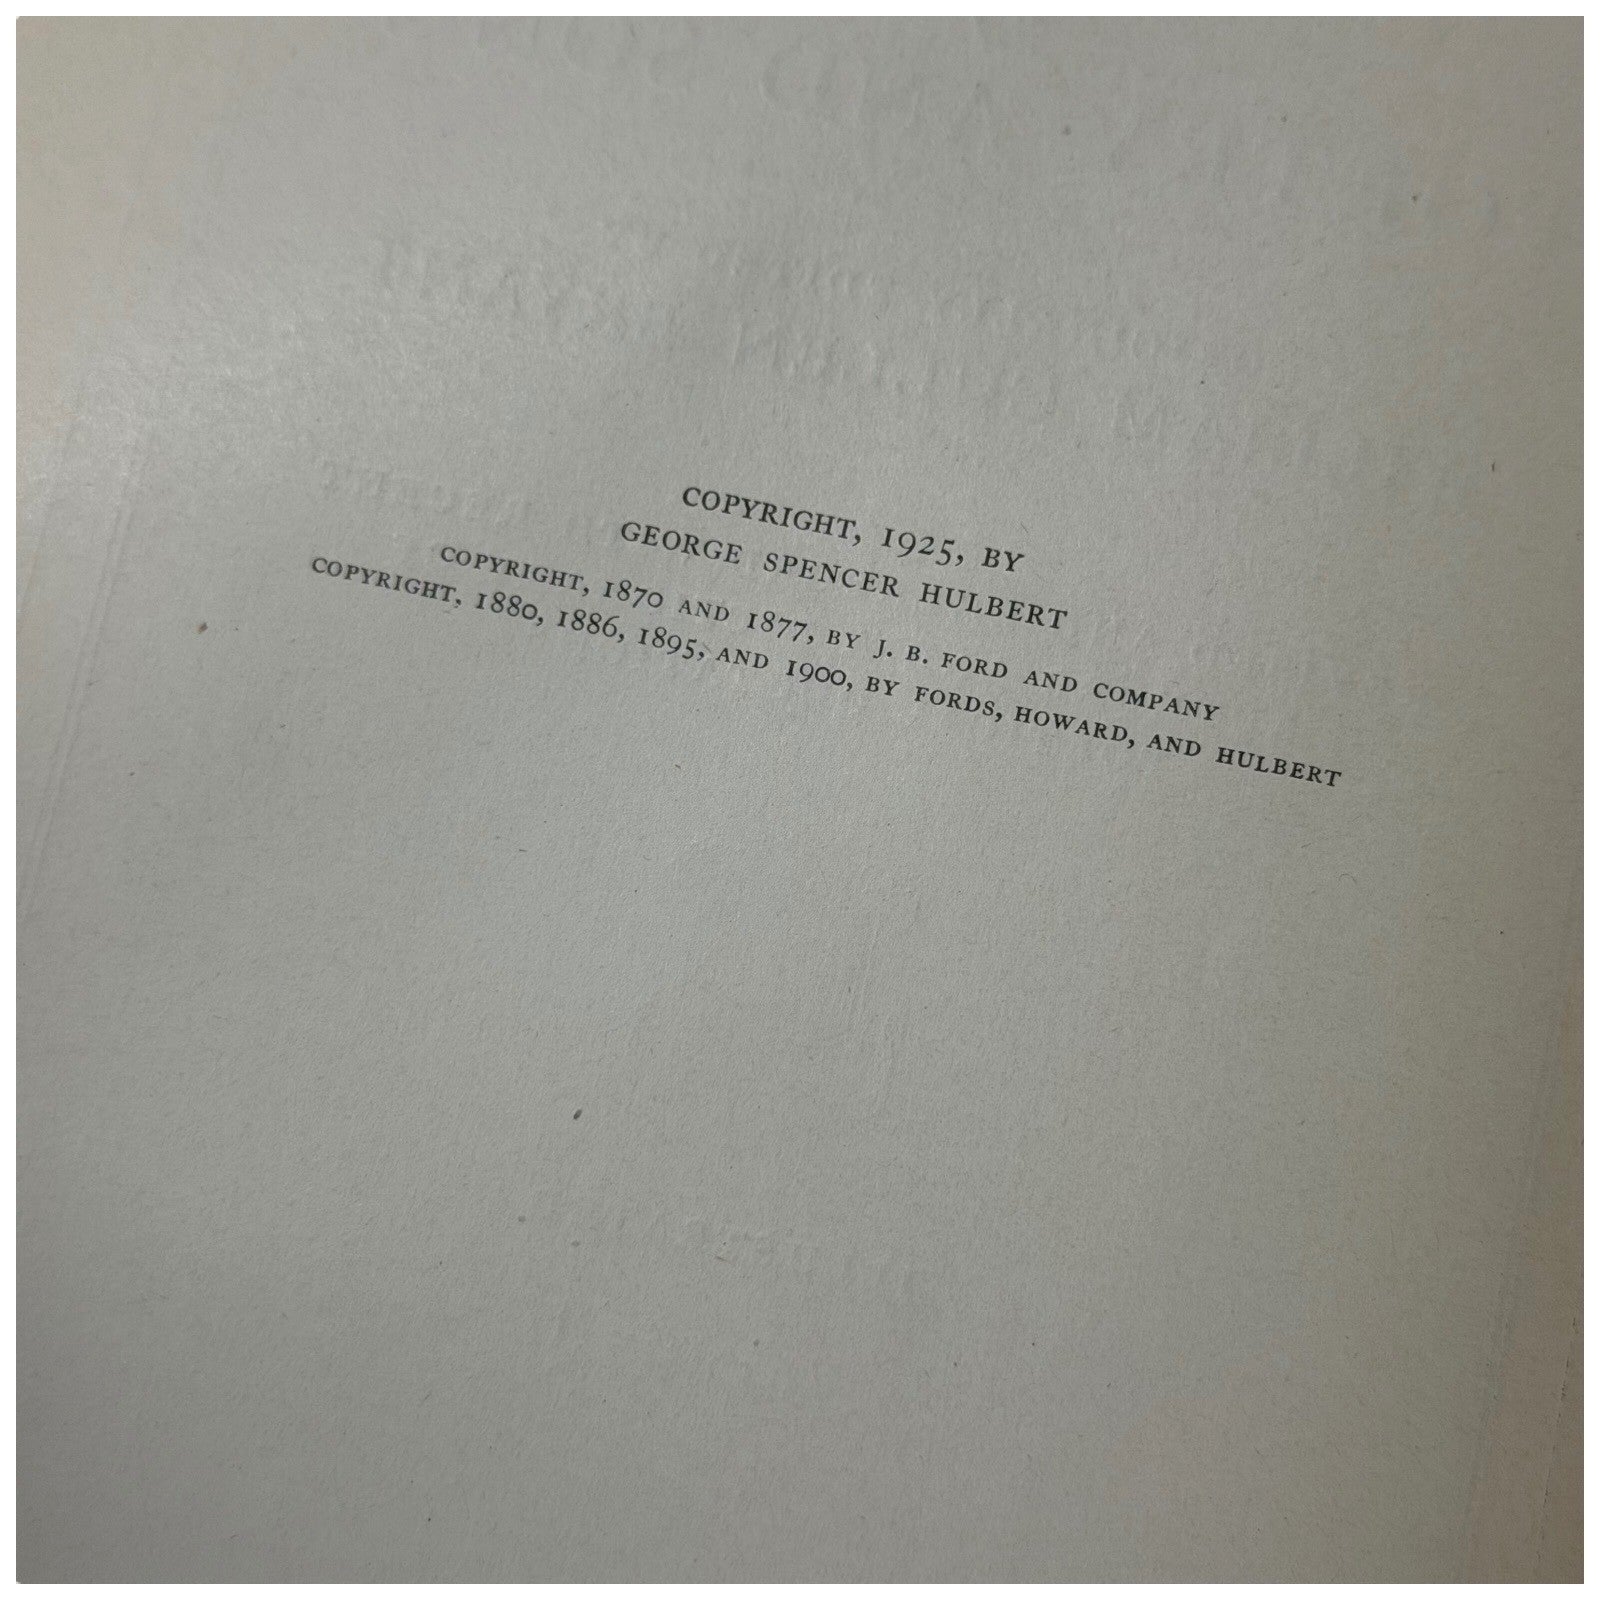 COPYRIGHT, 1925, BY
GEORGE SPENCER HULBERT
COPYRIGHT, 1870 AND 1877, BY J. B. FORD AND COMPANY
COPYRIGHT, 1880, 1886, 1895, AND 1900, BY FORDS, HOWARD, AND HULBERT